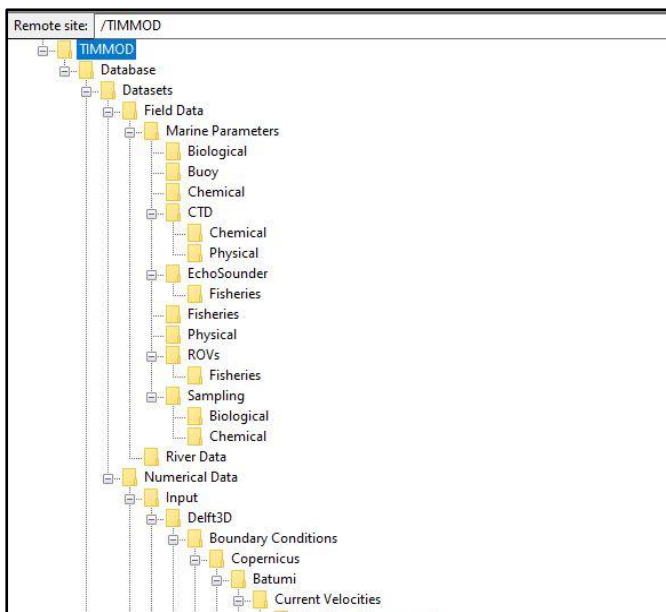 Remote site: /TIMMOD
TIMMOD
Database
Datasets
Field Data
Marine Parameters
Biological
Buoy
Chemical
CTD
Chemical
Physical
EchoSounder
Fisheries
Fisheries
Physical
ROVs
Fisheries
Sampling
Biological
Chemical
River Data
Numerical Data
Input
Delft3D
Boundary Conditions
Copernicus
Batumi
Current Velocities